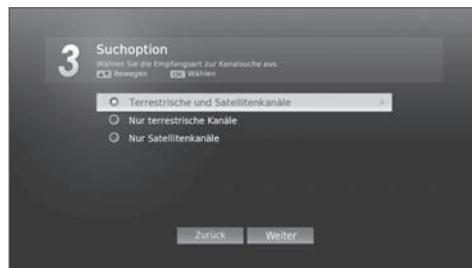 3
Suchoption
Wählen Sie die Empfangsart zur Kanalsuche aus.
Bewegen OK Wählen
Terrestrische und Satellitenkanäle
Nur terrestrische Kanäle
Nur Satellitenkanäle
Zurück Weiter